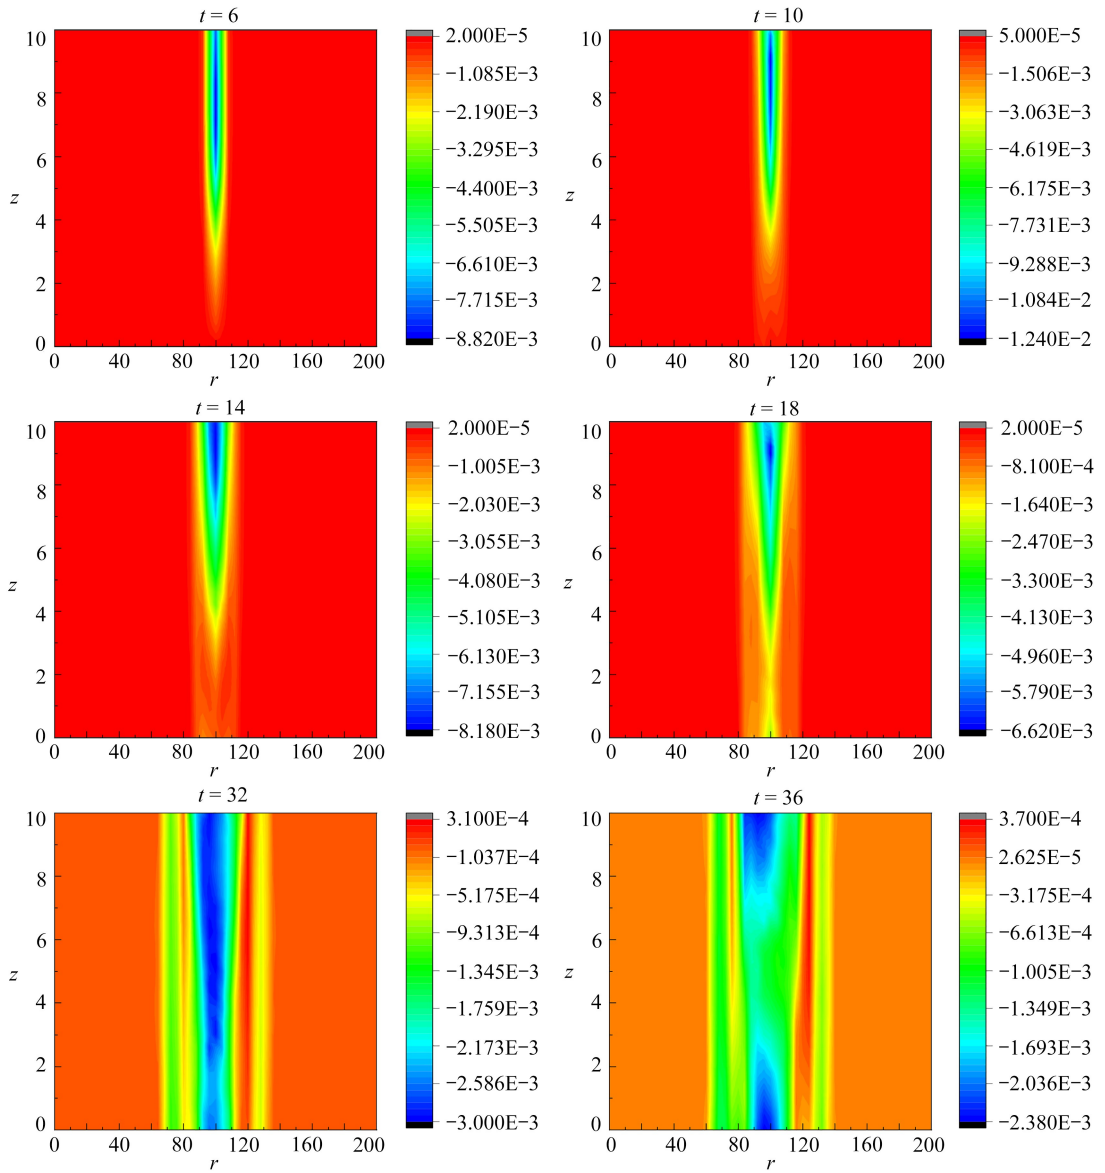 t = 6
10
8
6
4
2
0
z
0 40 80 120 160 200
r
2.000E−5
−1.085E−3
−2.190E−3
−3.295E−3
−4.400E−3
−5.505E−3
−6.610E−3
−7.715E−3
−8.820E−3
t = 10
10
8
6
4
2
0
z
0 40 80 120 160 200
r
5.000E−5
−1.506E−3
−3.063E−3
−4.619E−3
−6.175E−3
−7.731E−3
−9.288E−3
−1.084E−2
−1.240E−2
t = 14
10
8
6
4
2
0
z
0 40 80 120 160 200
r
2.000E−5
−1.005E−3
−2.030E−3
−3.055E−3
−4.080E−3
−5.105E−3
−6.130E−3
−7.155E−3
−8.180E−3
t = 18
10
8
6
4
2
0
z
0 40 80 120 160 200
r
2.000E−5
−8.100E−4
−1.640E−3
−2.470E−3
−3.300E−3
−4.130E−3
−4.960E−3
−5.790E−3
−6.620E−3
t = 32
10
8
6
4
2
0
z
0 40 80 120 160 200
r
3.100E−4
−1.037E−4
−5.175E−4
−9.313E−4
−1.345E−3
−1.759E−3
−2.173E−3
−2.586E−3
−3.000E−3
t = 36
10
8
6
4
2
0
z
0 40 80 120 160 200
r
3.700E−4
2.625E−5
−3.175E−4
−6.613E−4
−1.005E−3
−1.349E−3
−1.693E−3
−2.036E−3
−2.380E−3